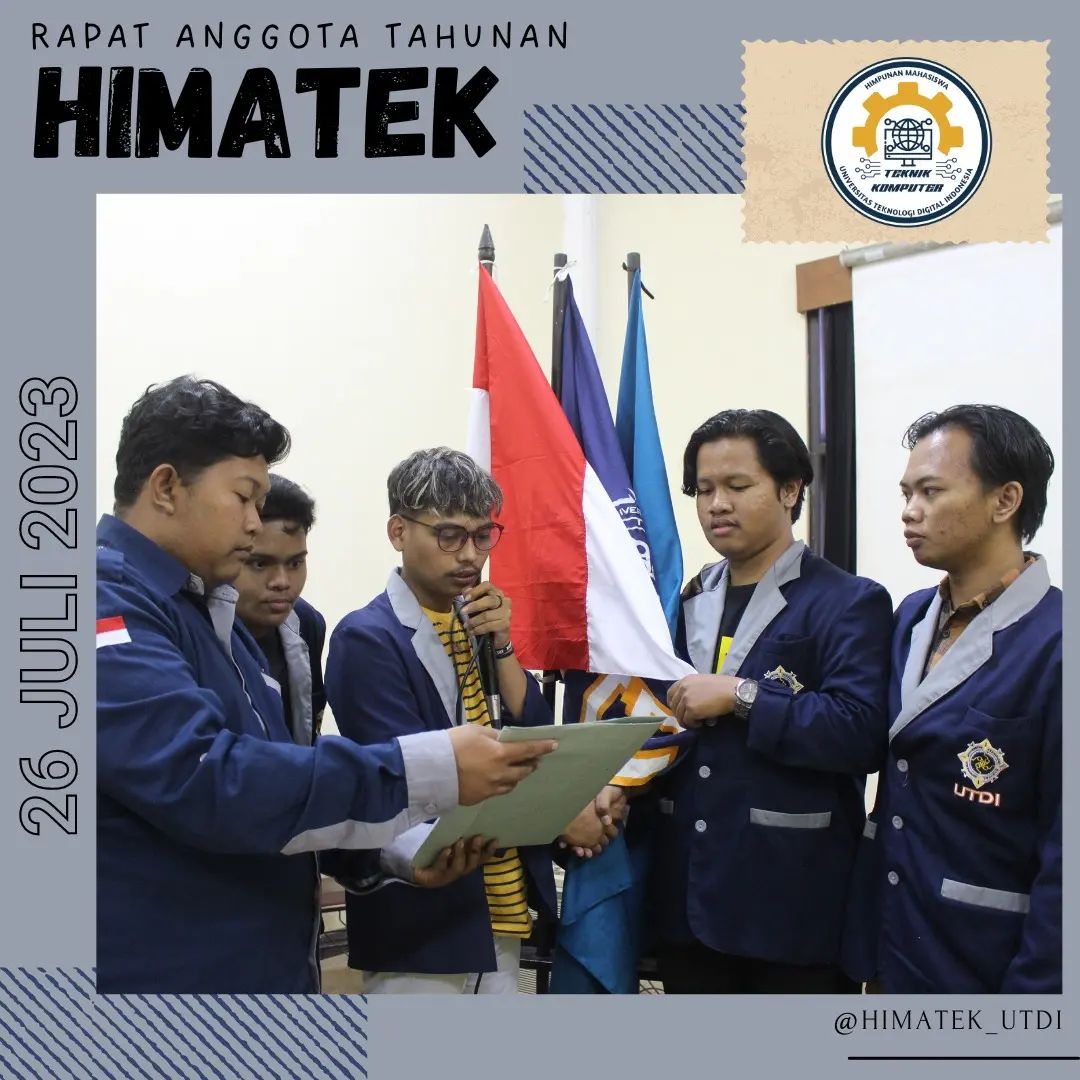 RAPAT ANGGOTA TAHUNAN
HIMATEK
HIMPUNAN MAHASISWA
TEKNIK
KOMPUTER
UNIVERSITAS TEKNOLOGI DIGITAL INDONESIA
26 JULI 2023
UTDI
@HIMATEK_UTDI